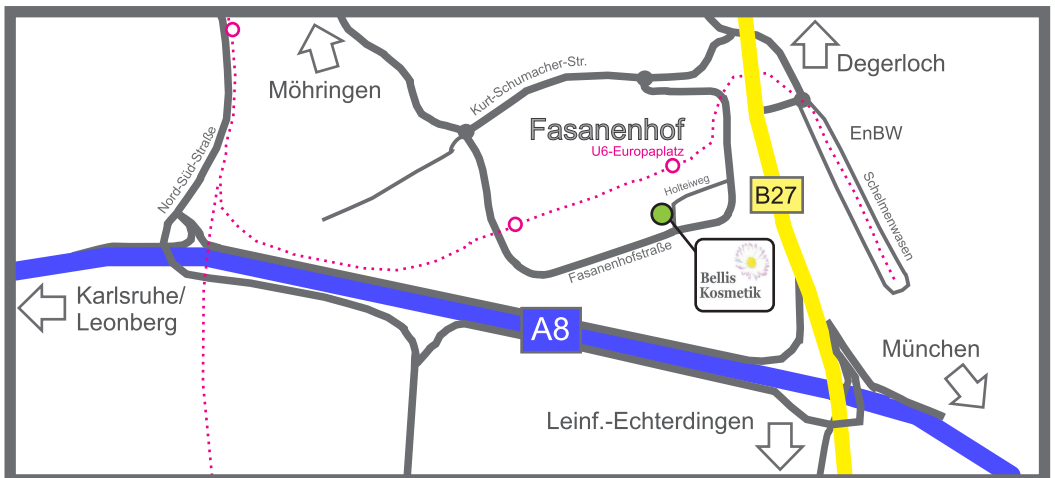 Möhringen
Kurt-Schumacher-Str.
Degerloch
Fasanenhof
U6-Europaplatz
EnBW
Nord-Süd-Straße
Holteiweg
B27
Schelmenwasen
Fasanenhofstraße
Bellis
Kosmetik
Karlsruhe/
Leonberg
A8
München
Leinf.-Echterdingen